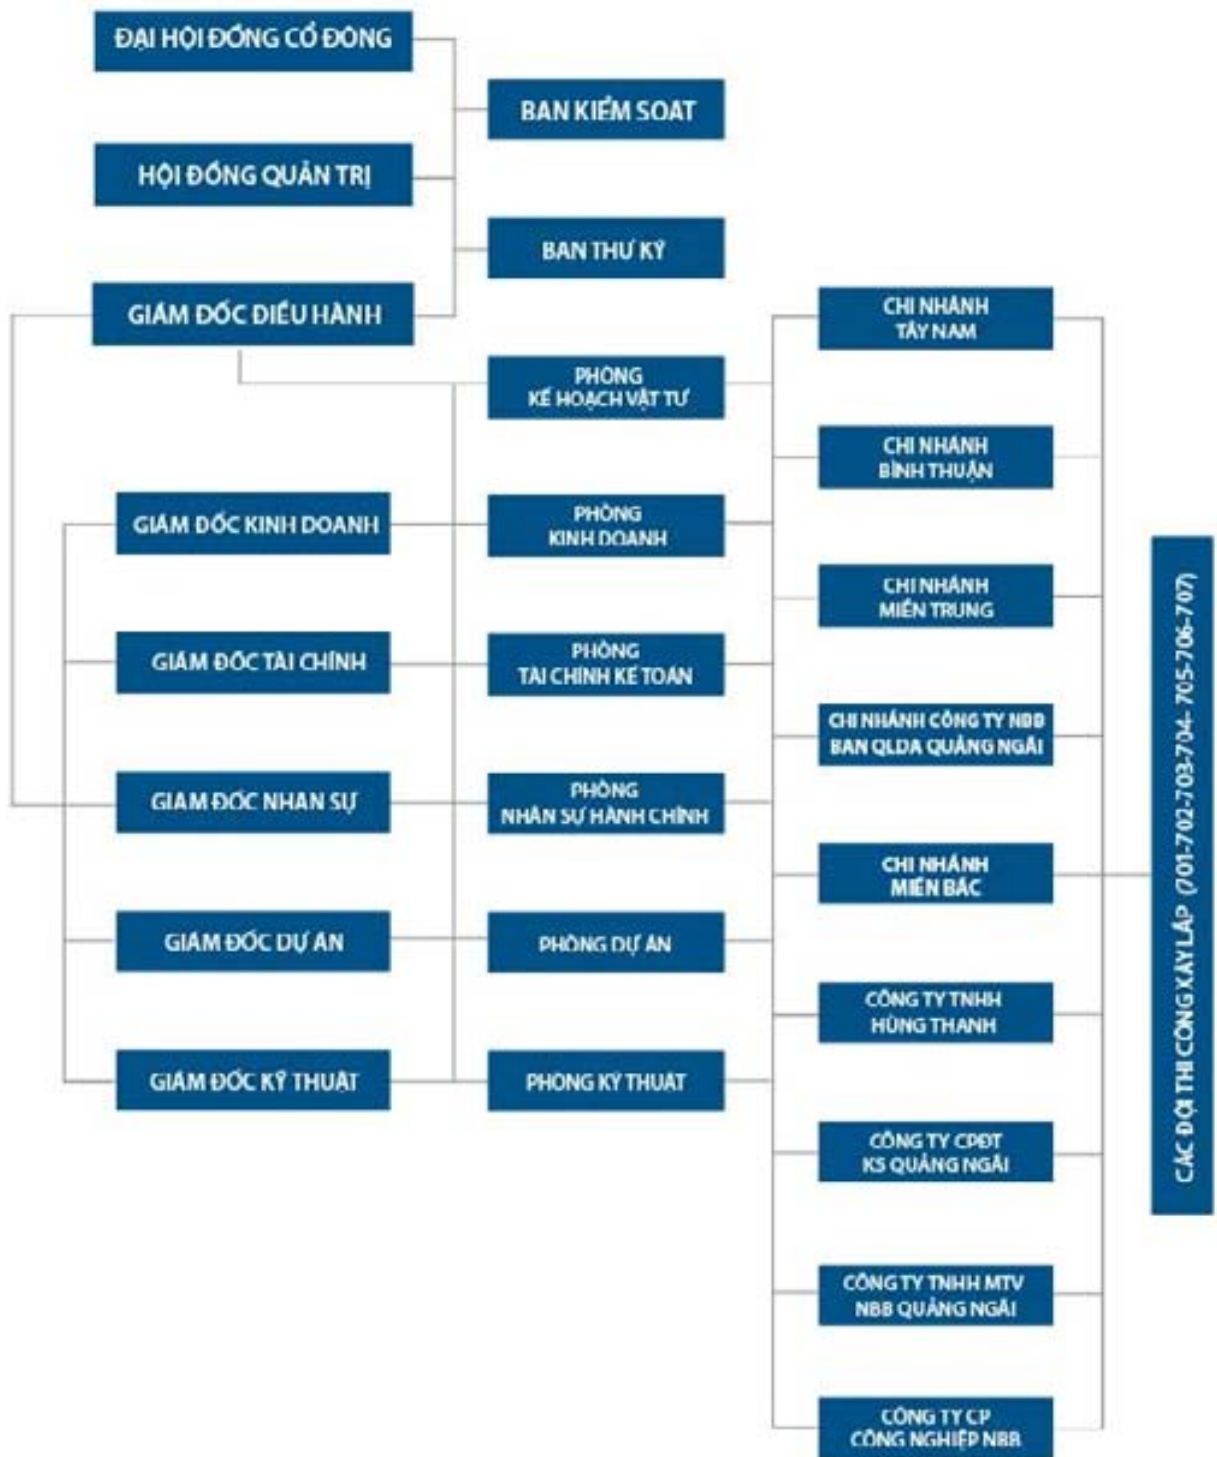 ĐẠI HỘI ĐỒNG CỔ ĐÔNG
BAN KIỂM SOÁT
HỘI ĐỒNG QUẢN TRỊ
BAN THƯ KÝ
GIÁM ĐỐC ĐIỀU HÀNH
PHÒNG
KẾ HOẠCH VẬT TƯ
GIÁM ĐỐC KINH DOANH
PHÒNG
KINH DOANH
GIÁM ĐỐC TÀI CHÍNH
PHÒNG
TÀI CHÍNH KẾ TOÁN
GIÁM ĐỐC NHÂN SỰ
PHÒNG
NHÂN SỰ HÀNH CHÍNH
GIÁM ĐỐC DỰ ÁN
PHÒNG DỰ ÁN
GIÁM ĐỐC KỸ THUẬT
PHÒNG KỸ THUẬT
CHI NHÁNH
TÂY NAM
CHI NHÁNH
BÌNH THUẬN
CHI NHÁNH
MIỀN TRUNG
CHI NHÁNH CÔNG TY NBB
BAN QLDA QUẢNG NGÃI
CHI NHÁNH
MIỀN BẮC
CÔNG TY TNHH
HÙNG THANH
CÔNG TY CPĐT
KS QUẢNG NGÃI
CÔNG TY TNHH MTV
NBB QUẢNG NGÃI
CÔNG TY CP
CÔNG NGHIỆP NBB
CÁC ĐỘI THI CÔNG XÂY LẮP (701-702-703-704- 705-706-707)